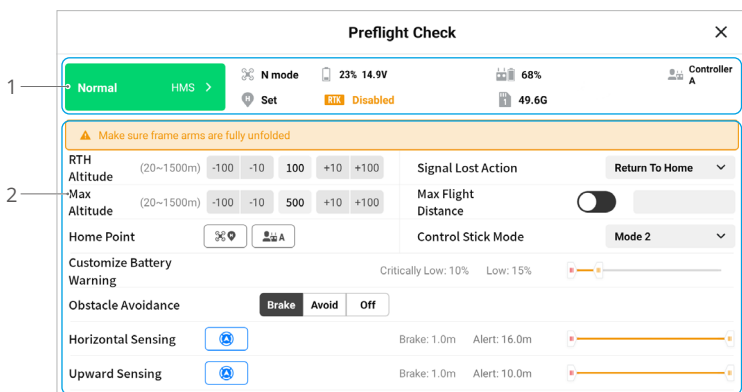 Preflight Check
1
Normal HMS
N mode 23% 14.9V 68% Controller A
Set RTK Disabled 1 49.6G
Make sure frame arms are fully unfolded
2
RTH Altitude (20~1500m) -100 -10 100 +10 +100 Signal Lost Action Return To Home
Max Altitude (20~1500m) -100 -10 500 +10 +100 Max Flight Distance
Home Point A Control Stick Mode Mode 2
Customize Battery Warning Critically Low: 10% Low: 15%
Obstacle Avoidance Brake Avoid Off
Horizontal Sensing Brake: 1.0m Alert: 16.0m
Upward Sensing Brake: 1.0m Alert: 10.0m